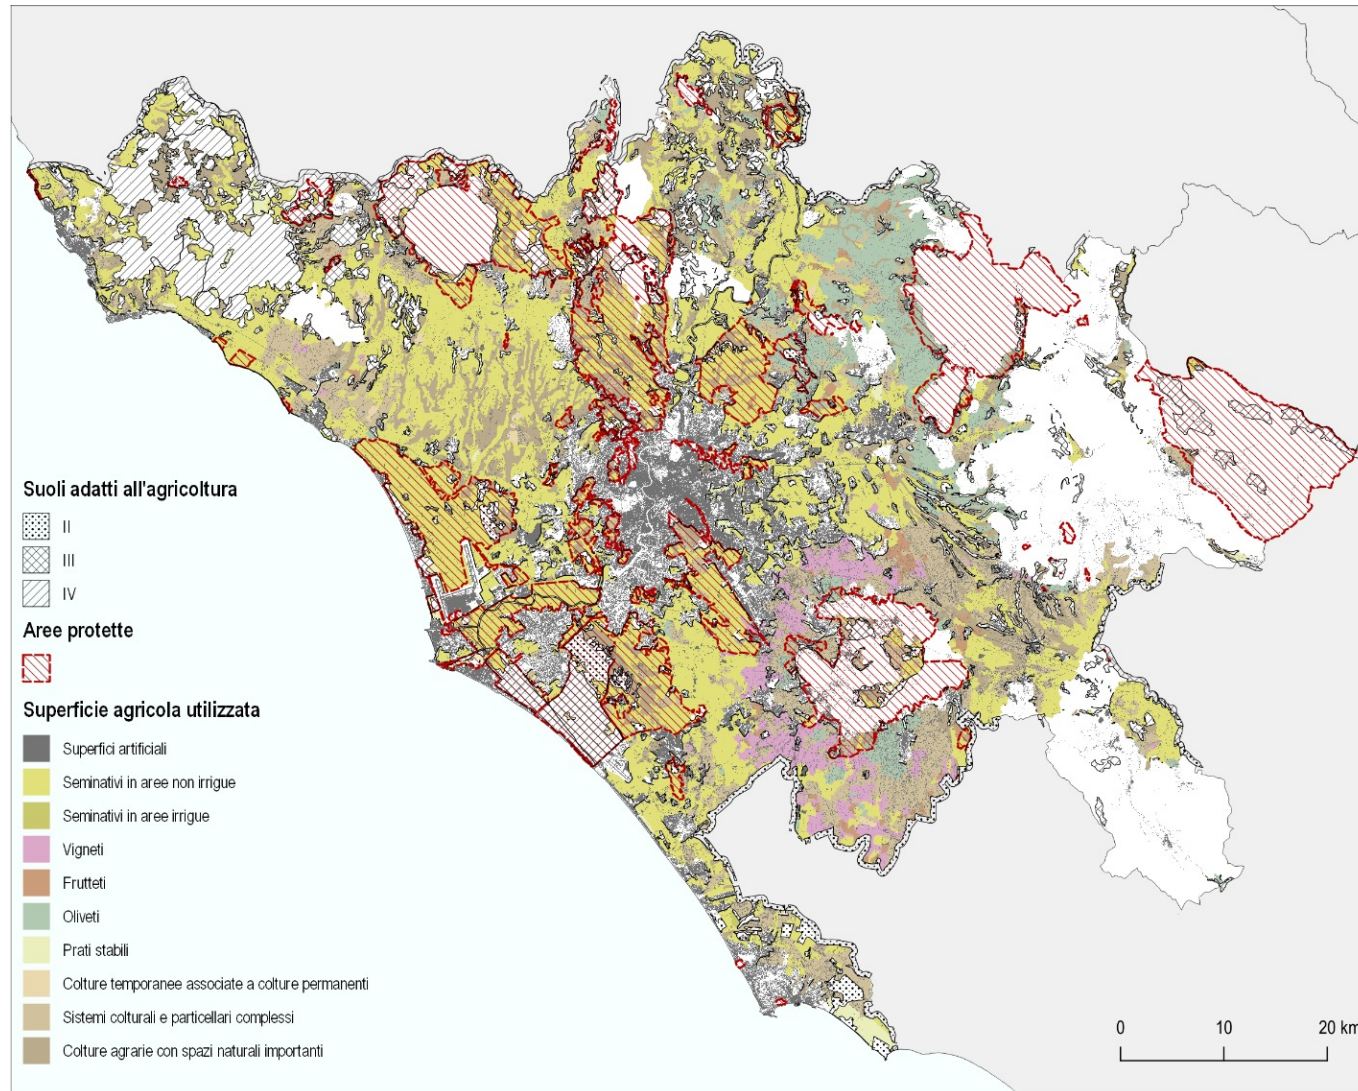 Suoli adatti all'agricoltura
II
III
IV
Aree protette
Superficie agricola utilizzata
Superfici artificiali
Seminativi in aree non irrigue
Seminativi in aree irrigue
Vigneti
Frutteti
Oliveti
Prati stabili
Colture temporanee associate a colture permanenti
Sistemi colturali e particellari complessi
Colture agrarie con spazi naturali importanti
0 10 20 km